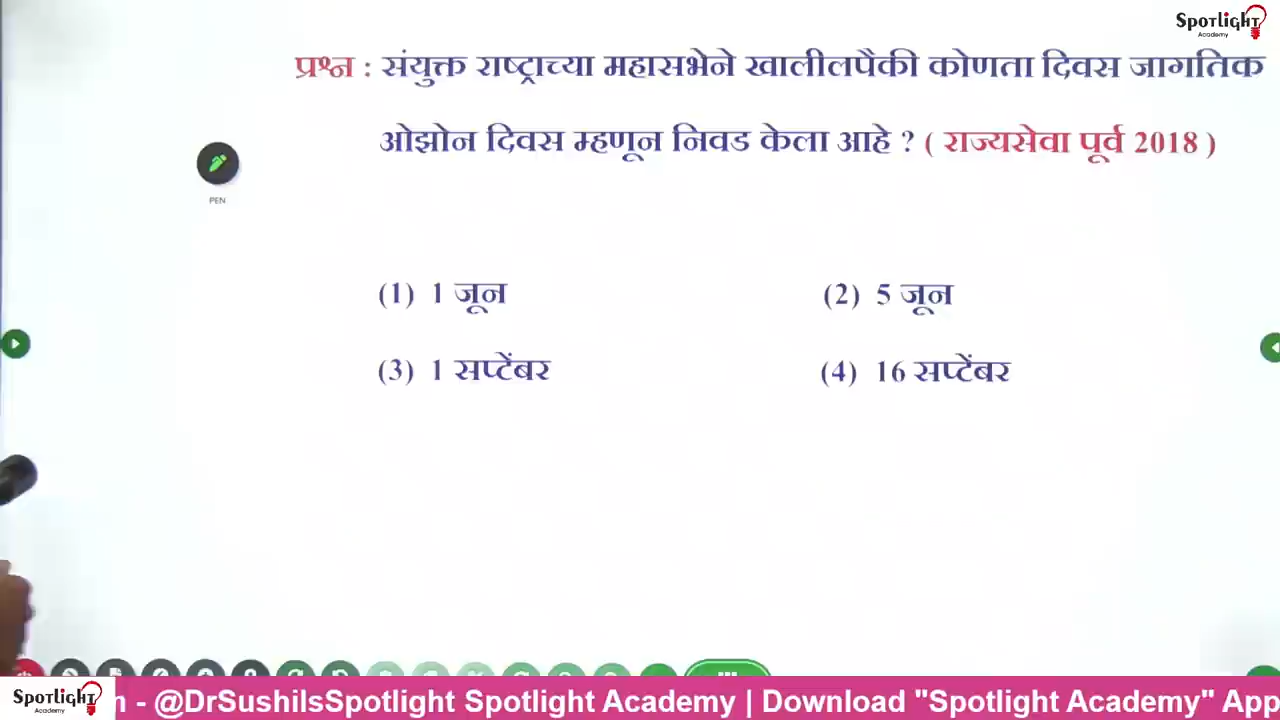 Spotlight
Academy
प्रश्न : संयुक्त राष्ट्राच्या महासभेने खालीलपैकी कोणता दिवस जागतिक
ओझोन दिवस म्हणून निवड केला आहे ? ( राज्यसेवा पूर्व 2018 )
PEN
(1) 1 जून
(2) 5 जून
(3) 1 सप्टेंबर
(4) 16 सप्टेंबर
Spotlight
Academy
- @DrSushilsSpotlight Spotlight Academy | Download "Spotlight Academy" App